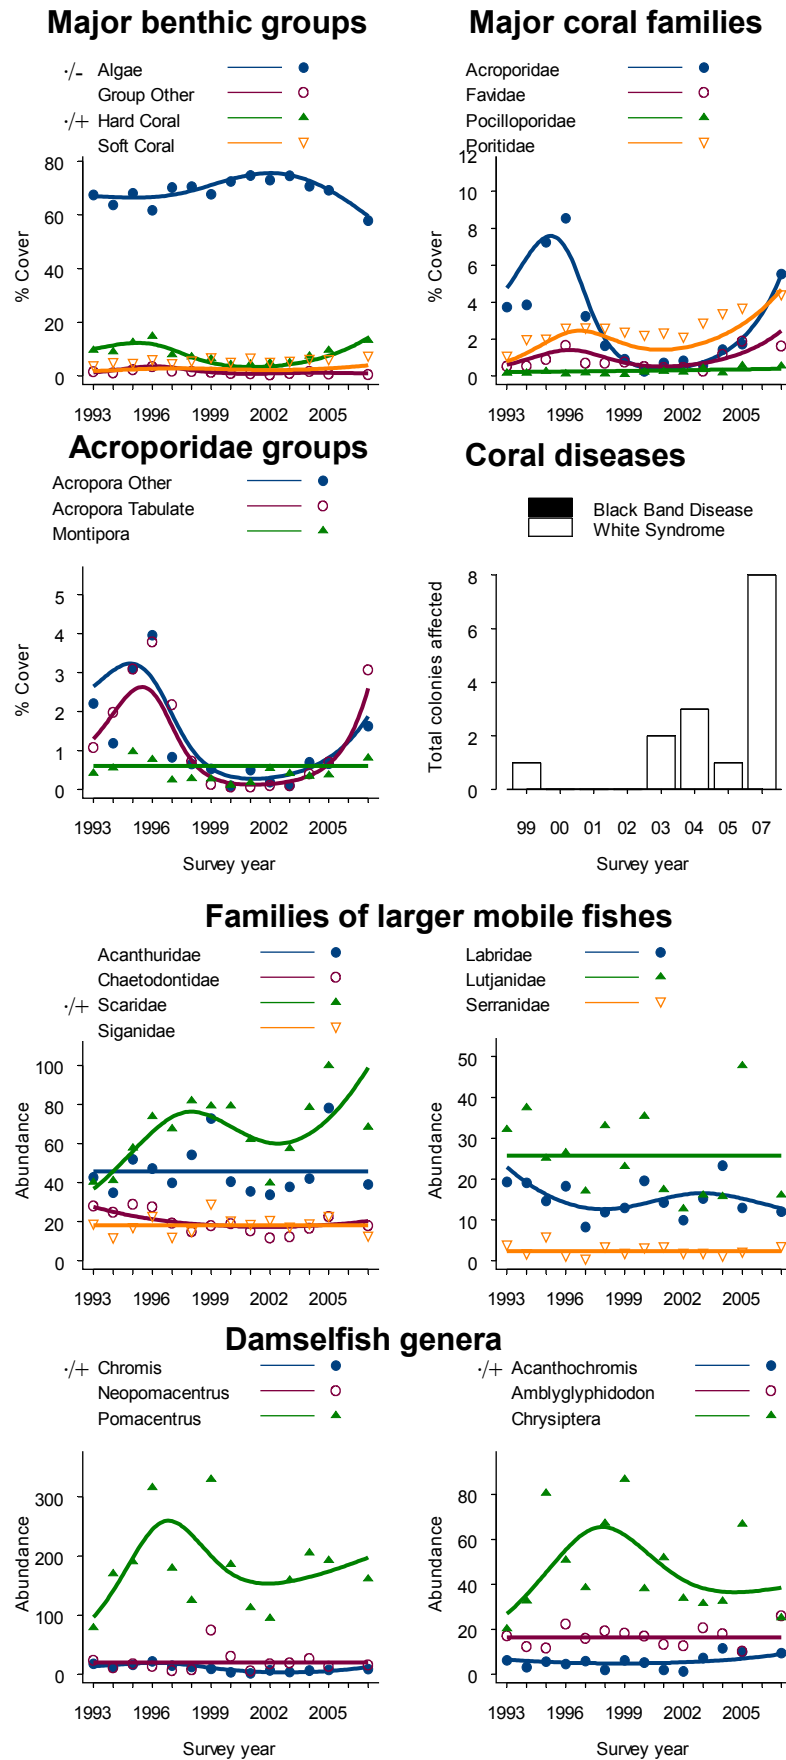 Major benthic groups
Major coral families
·/- Algae
Group Other
·/+ Hard Coral
Soft Coral
Acroporidae
Favidae
Pocilloporidae
Poritidae
80
60
40
20
0
% Cover
1993 1996 1999 2002 2005
12
10
8
6
4
2
0
% Cover
1993 1996 1999 2002 2005
Acroporidae groups
Coral diseases
Acropora Other
Acropora Tabulate
Montipora
Black Band Disease
White Syndrome
5
4
3
2
1
0
% Cover
1993 1996 1999 2002 2005
Survey year
8
6
4
2
0
Total colonies affected
99 00 01 02 03 04 05 07
Survey year
Families of larger mobile fishes
Acanthuridae
Chaetodontidae
·/+ Scaridae
Siganidae
Labridae
Lutjanidae
Serranidae
100
80
60
40
20
0
Abundance
1993 1996 1999 2002 2005
50
40
30
20
10
0
Abundance
1993 1996 1999 2002 2005
Damselfish genera
·/+ Chromis
Neopomacentrus
Pomacentrus
·/+ Acanthochromis
Amblyglyphidodon
Chrysiptera
300
200
100
0
Abundance
1993 1996 1999 2002 2005
Survey year
80
60
40
20
0
Abundance
1993 1996 1999 2002 2005
Survey year